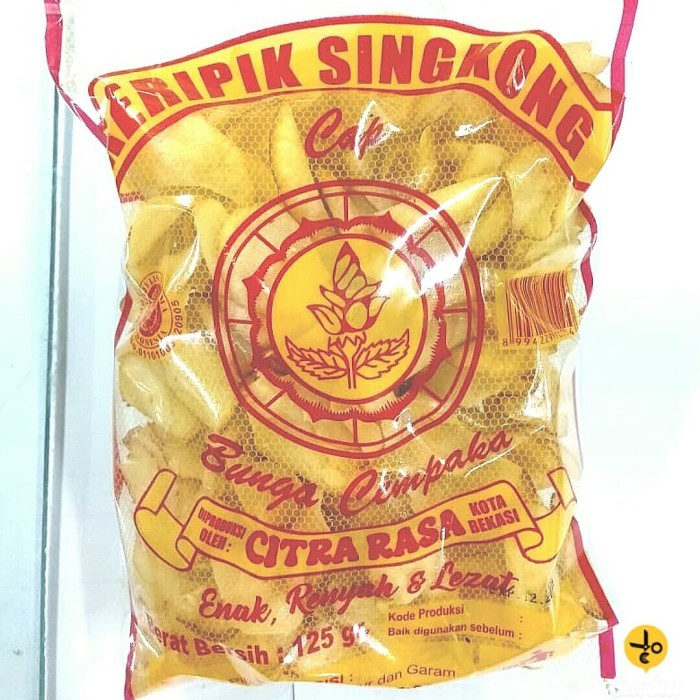 KERIPIK SINGKONG
Cap
Bunga Cimpaka
DIPRODUKSI
OLEH :
CITRA RASA
KOTA
BEKASI
Enak, Renyah & Lezat
Berat Bersih : 125 gr
Kode Produksi :
Baik digunakan sebelum :
dan Garam